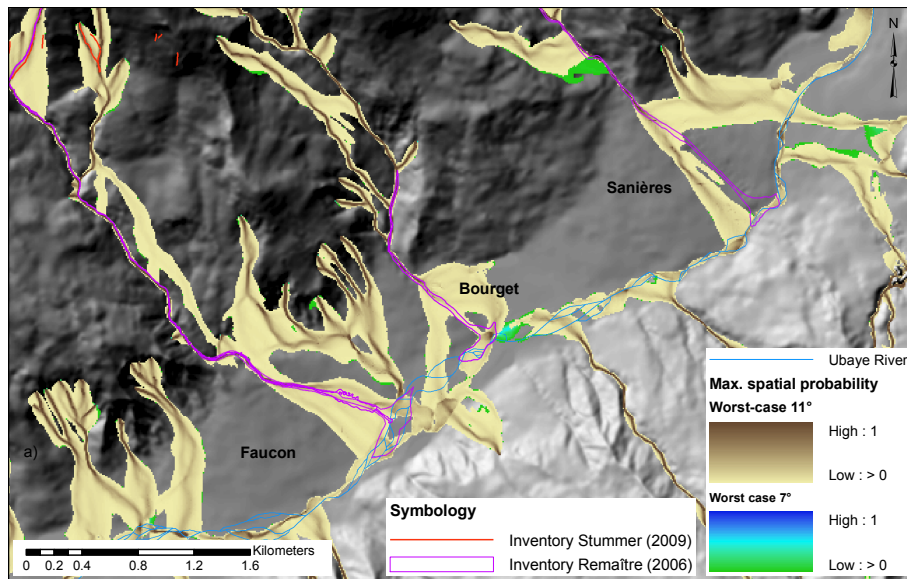 N
Sanières
Bourget
Faucon
a)
Ubaye River
Max. spatial probability
Worst-case 11°
High : 1
Low : > 0
Worst case 7°
High : 1
Low : > 0
Symbology
Inventory Stummer (2009)
Inventory Remaître (2006)
Kilometers
0 0.2 0.4 0.8 1.2 1.6